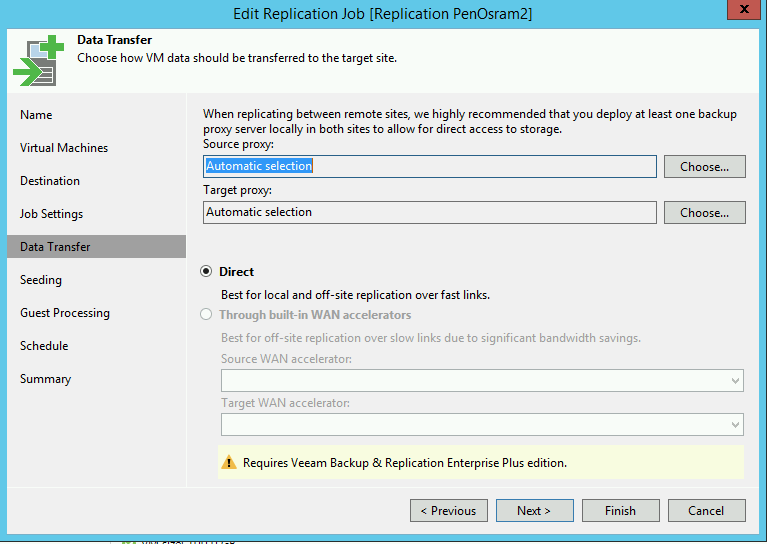 Edit Replication Job [Replication PenOsram2]
x
Data Transfer
Choose how VM data should be transferred to the target site.
Name
Virtual Machines
Destination
Job Settings
Data Transfer
Seeding
Guest Processing
Schedule
Summary
When replicating between remote sites, we highly recommended that you deploy at least one backup
proxy server locally in both sites to allow for direct access to storage.
Source proxy:
Automatic selection
Choose...
Target proxy:
Automatic selection
Choose...
Direct
Best for local and off-site replication over fast links.
Through built-in WAN accelerators
Best for off-site replication over slow links due to significant bandwidth savings.
Source WAN accelerator:
Target WAN accelerator:
Requires Veeam Backup & Replication Enterprise Plus edition.
< Previous
Next >
Finish
Cancel